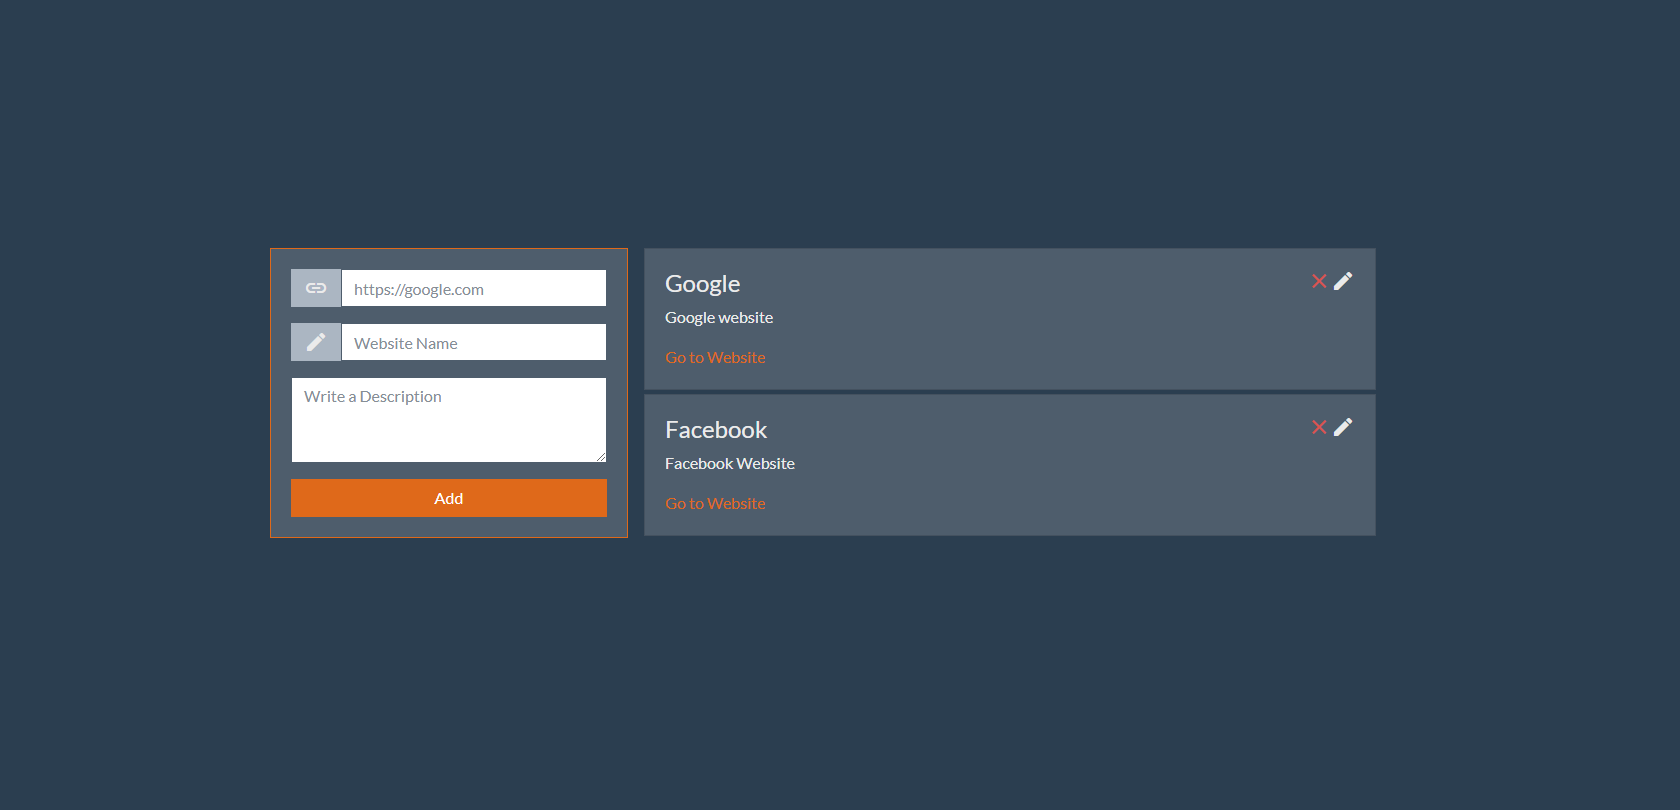 https://google.com
Website Name
Write a Description
Add
Google
Google website
Go to Website
Facebook
Facebook Website
Go to Website